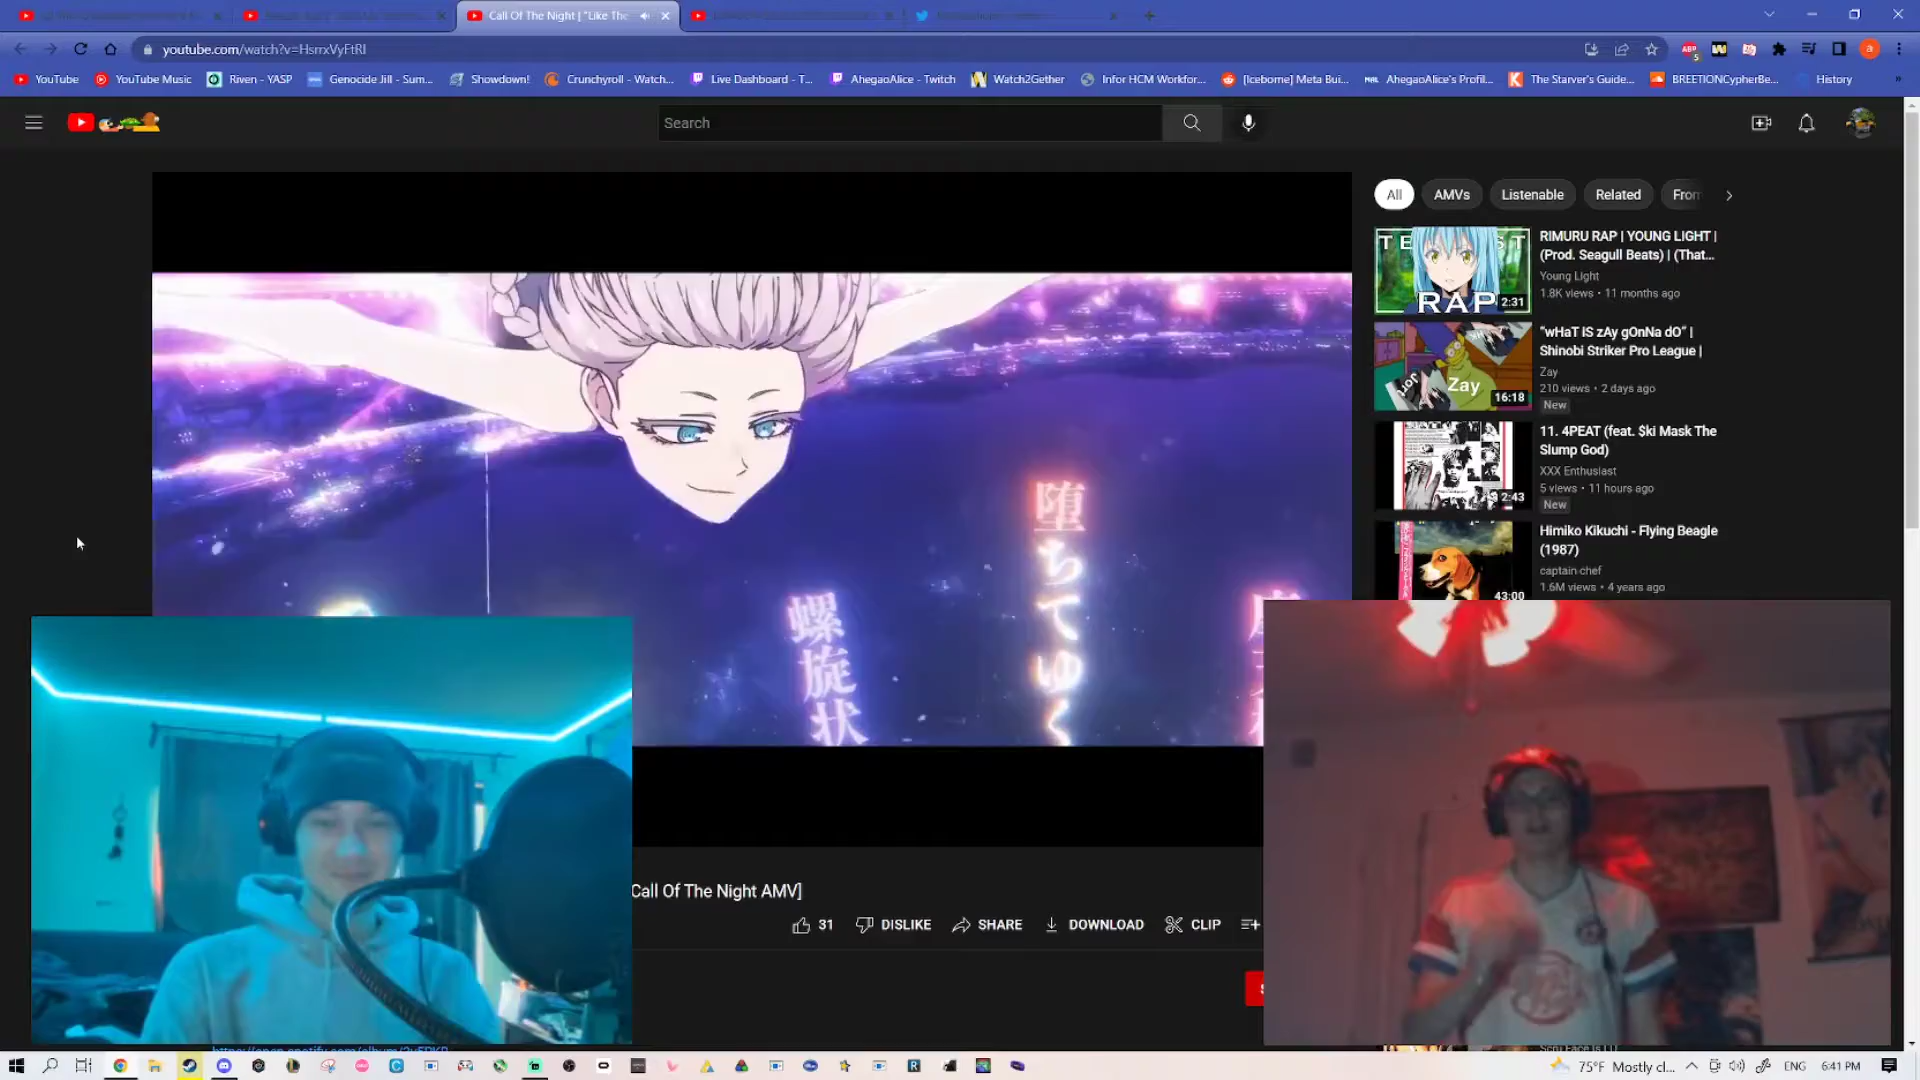 Call Of The Night | "Like The
youtube.com/watch?v=HsrrxVyFtRI
YouTube
YouTube Music
Riven - YASP
Genocide Jill - Sum...
Showdown!
Crunchyroll - Watch...
Live Dashboard - T...
AhegaoAlice - Twitch
Watch2Gether
Infor HCM Workfor...
[Iceborne] Meta Bui...
AhegaoAlice's Profil...
The Starver's Guide...
BREETIONCypherBe...
History
Search
All
AMVs
Listenable
Related
From
RIMURU RAP | YOUNG LIGHT |
(Prod. Seagull Beats) | (That...
Young Light
1.8K views • 11 months ago
RAP
2:31
"wHaT IS zAy gOnNa dO" |
Shinobi Striker Pro League |
Zay
210 views • 2 days ago
New
Zay
16:18
11. 4PEAT (feat. $ki Mask The
Slump God)
XXX Enthusiast
5 views • 11 hours ago
New
2:43
Himiko Kikuchi - Flying Beagle
(1987)
captain chef
1.6M views • 4 years ago
43:00
螺旋状
堕ちてゆく
Call Of The Night AMV]
31
DISLIKE
SHARE
DOWNLOAD
CLIP
75°F Mostly cl...
ENG
6:41 PM